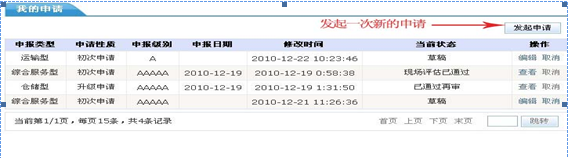 我的申请
发起一次新的申请
发起申请
申报类型 申请性质 申报级别 申报日期 修改时间 当前状态 操作
运输型 初次申请 A 2010-12-22 10:23:46 草稿 编辑 取消
综合服务型 初次申请 AAAAA 2010-12-19 2010-12-19 0:58:38 现场评估已通过 查看 取消
仓储型 升级申请 AAAAA 2010-12-19 2010-12-19 1:31:50 已通过再审 查看 取消
综合服务型 初次申请 AAAAA 2010-12-21 11:26:36 草稿 编辑 取消
当前第1/1页，每页15条，共4条记录 首页 上页 下页 末页 跳转